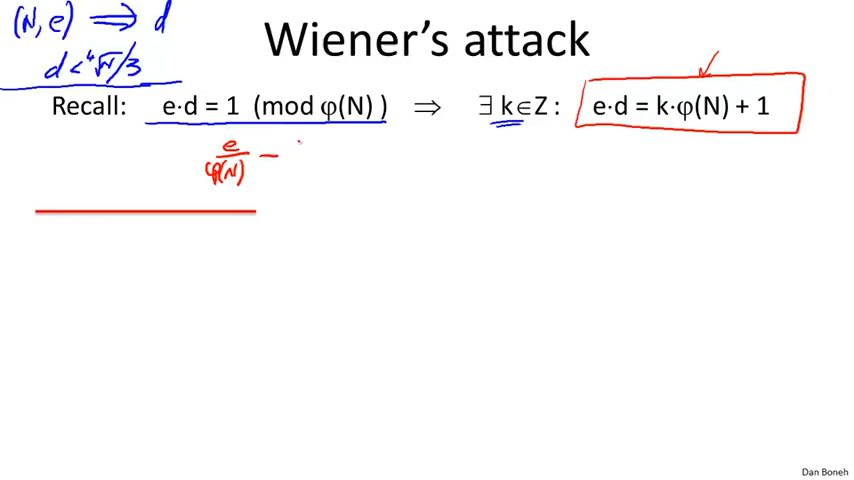 (N, e) ⟹ d
Wiener's attack
d < ⁴√N/3
Recall: e·d = 1 (mod φ(N) ) ⇒ ∃ k∈Z : e·d = k·φ(N) + 1
e/φ(N) −
Dan Boneh